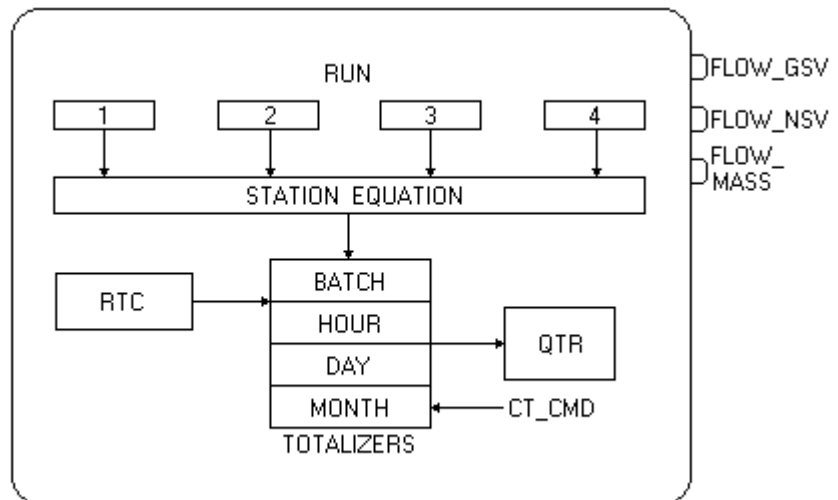 RUN
FLOW_GSV
1 2 3 4
FLOW_NSV
FLOW_
MASS
STATION EQUATION
BATCH
RTC
HOUR
QTR
DAY
MONTH
CT_CMD
TOTALIZERS